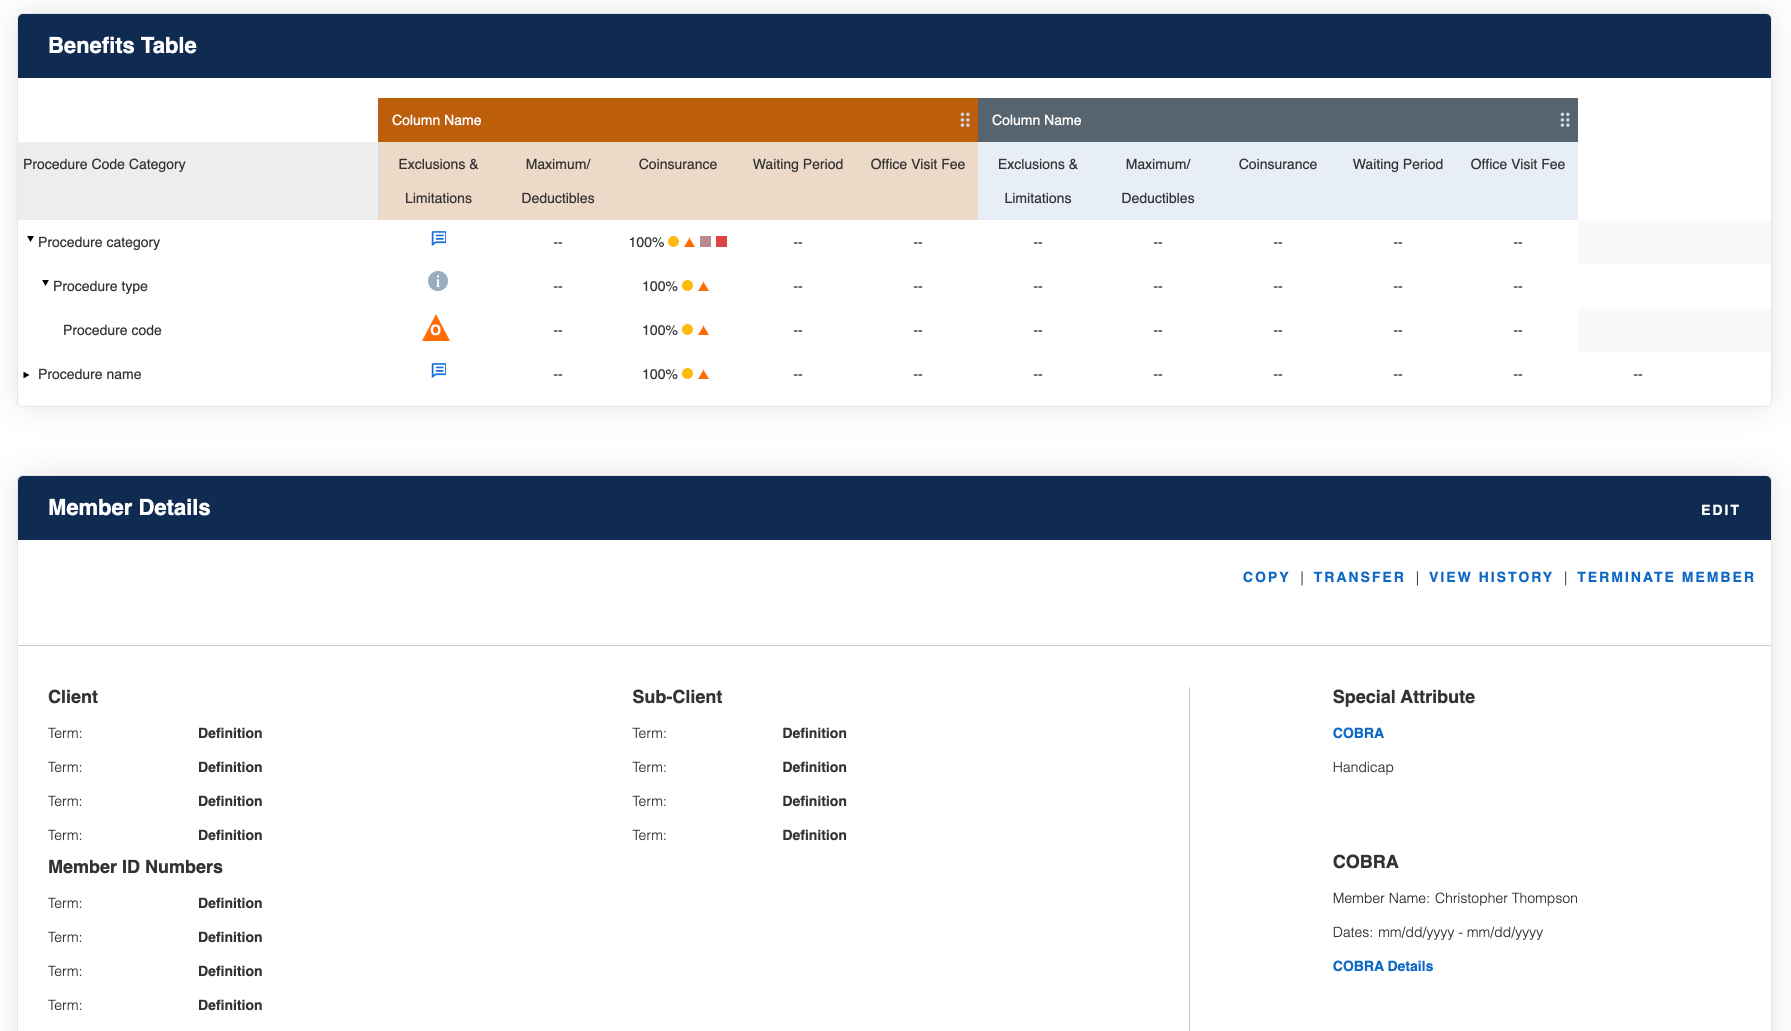 Benefits Table
Column Name Column Name
Procedure Code Category Exclusions & Maximum/ Coinsurance Waiting Period Office Visit Fee Exclusions & Maximum/ Coinsurance Waiting Period Office Visit Fee
Limitations Deductibles Limitations Deductibles
Procedure category -- 100% -- -- -- -- -- -- --
Procedure type i -- 100% -- -- -- -- -- -- --
Procedure code O -- 100% -- -- -- -- -- -- --
Procedure name -- 100% -- -- -- -- -- -- -- --
Member Details EDIT
COPY | TRANSFER | VIEW HISTORY | TERMINATE MEMBER
Client Sub-Client Special Attribute
Term: Definition Term: Definition COBRA
Term: Definition Term: Definition Handicap
Term: Definition Term: Definition
Term: Definition Term: Definition
Member ID Numbers COBRA
Term: Definition Member Name: Christopher Thompson
Term: Definition Dates: mm/dd/yyyy - mm/dd/yyyy
Term: Definition COBRA Details
Term: Definition